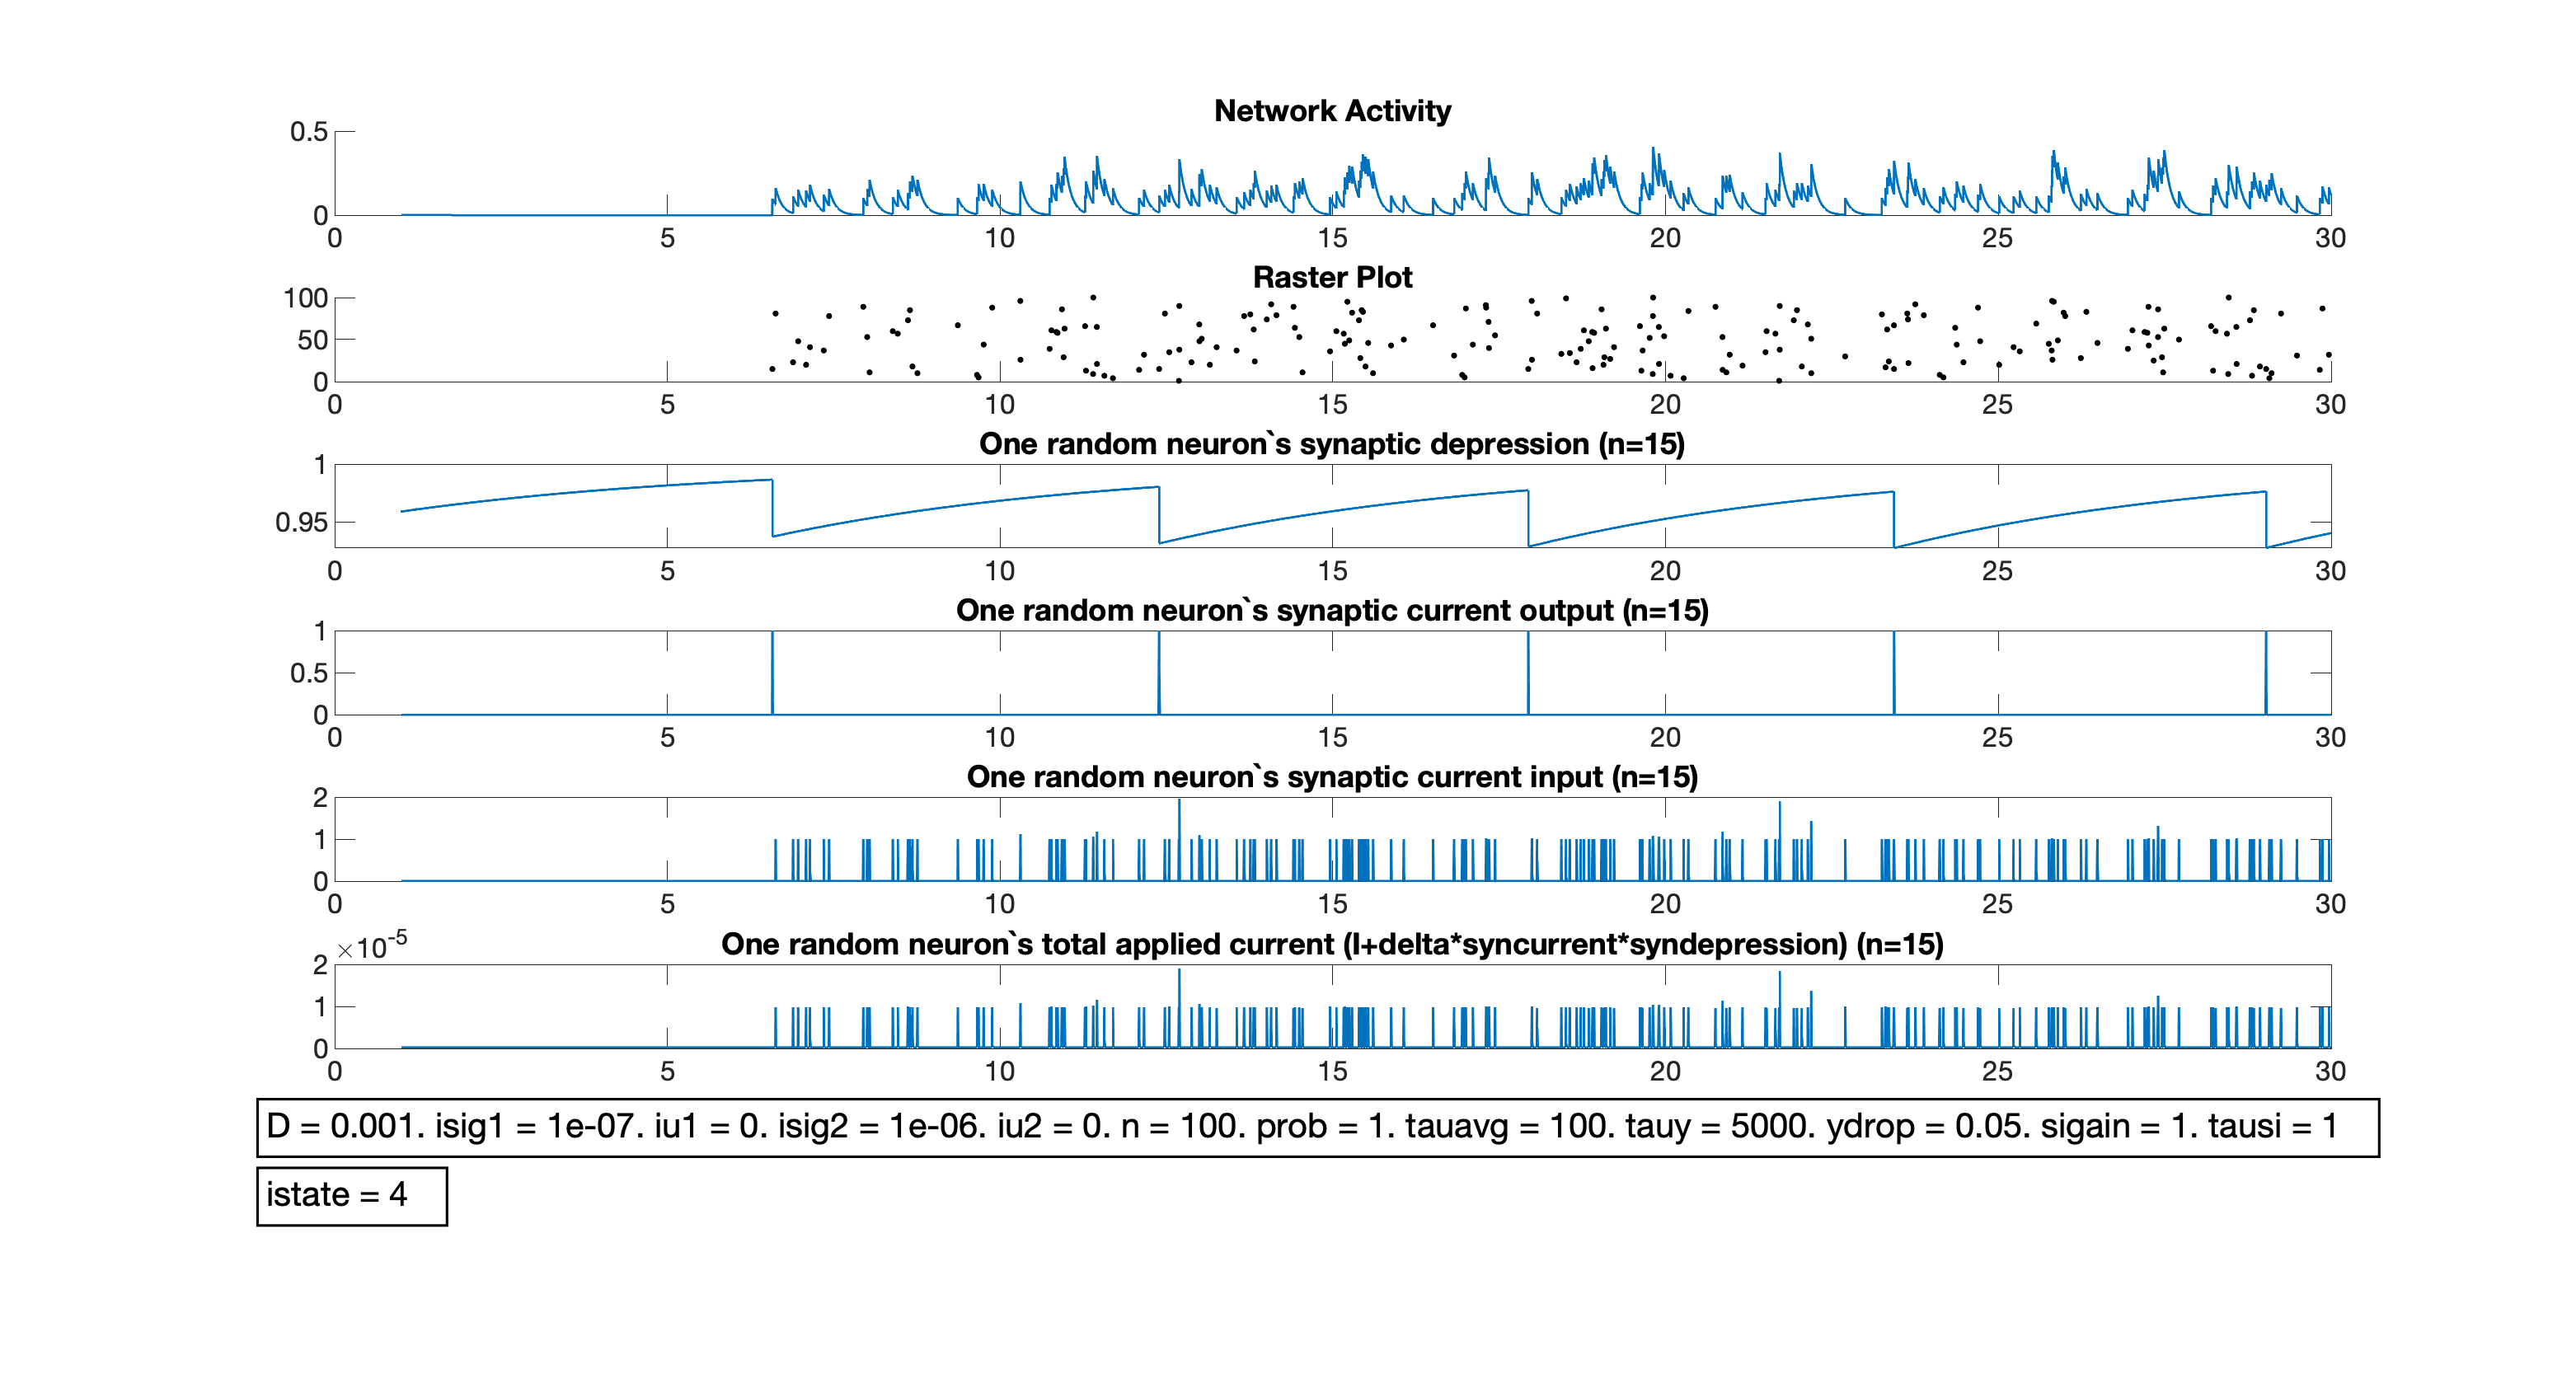 Network Activity
0.5
0
0 5 10 15 20 25 30
Raster Plot
100
50
0
0 5 10 15 20 25 30
One random neuron`s synaptic depression (n=15)
1
0.95
0 5 10 15 20 25 30
One random neuron`s synaptic current output (n=15)
1
0.5
0
0 5 10 15 20 25 30
One random neuron`s synaptic current input (n=15)
2
1
0
0 5 10 15 20 25 30
One random neuron`s total applied current (I+delta*syncurrent*syndepression) (n=15)
×10⁻⁵
2
1
0
0 5 10 15 20 25 30
D = 0.001. isig1 = 1e-07. iu1 = 0. isig2 = 1e-06. iu2 = 0. n = 100. prob = 1. tauavg = 100. tauy = 5000. ydrop = 0.05. sigain = 1. tausi = 1
istate = 4